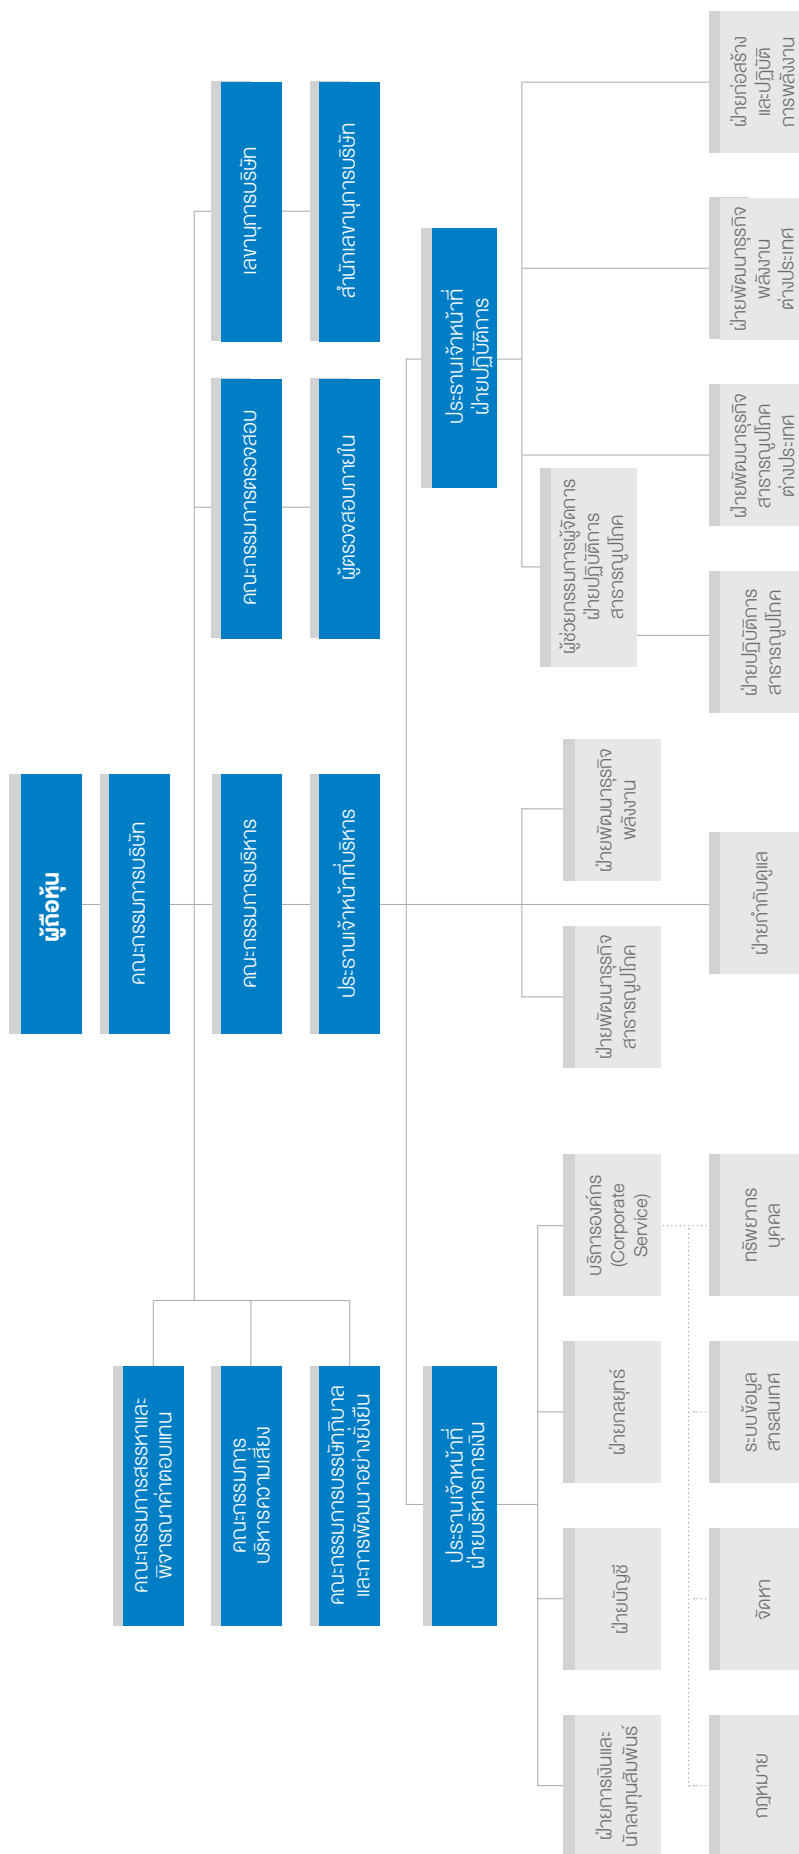 ผู้ถือหุ้น
คณะกรรมการบริษัท
คณะกรรมการสรรหาและ
พิจารณาค่าตอบแทน
คณะกรรมการ
บริหารความเสี่ยง
คณะกรรมการบรรษัทภิบาล
และการพัฒนาอย่างยั่งยืน
คณะกรรมการบริหาร
ประธานเจ้าหน้าที่บริหาร
คณะกรรมการตรวจสอบ
ผู้ตรวจสอบภายใน
เลขานุการบริษัท
สำนักเลขานุการบริษัท
ประธานเจ้าหน้าที่
ฝ่ายบริหารการเงิน
ประธานเจ้าหน้าที่
ฝ่ายปฏิบัติการ
ฝ่ายการเงินและ
นักลงทุนสัมพันธ์
ฝ่ายบัญชี
ฝ่ายกลยุทธ์
บริการองค์กร
(Corporate
Service)
ฝ่ายพัฒนาธุรกิจ
สาธารณูปโภค
ฝ่ายพัฒนาธุรกิจ
พลังงาน
ผู้ช่วยกรรมการผู้จัดการ
ฝ่ายปฏิบัติการ
สาธารณูปโภค
กฎหมาย
จัดหา
ระบบข้อมูล
สารสนเทศ
ทรัพยากร
บุคคล
ฝ่ายกำกับดูแล
ฝ่ายปฏิบัติการ
สาธารณูปโภค
ฝ่ายพัฒนาธุรกิจ
สาธารณูปโภค
ต่างประเทศ
ฝ่ายพัฒนาธุรกิจ
พลังงาน
ต่างประเทศ
ฝ่ายก่อสร้าง
และปฏิบัติ
การพลังงาน